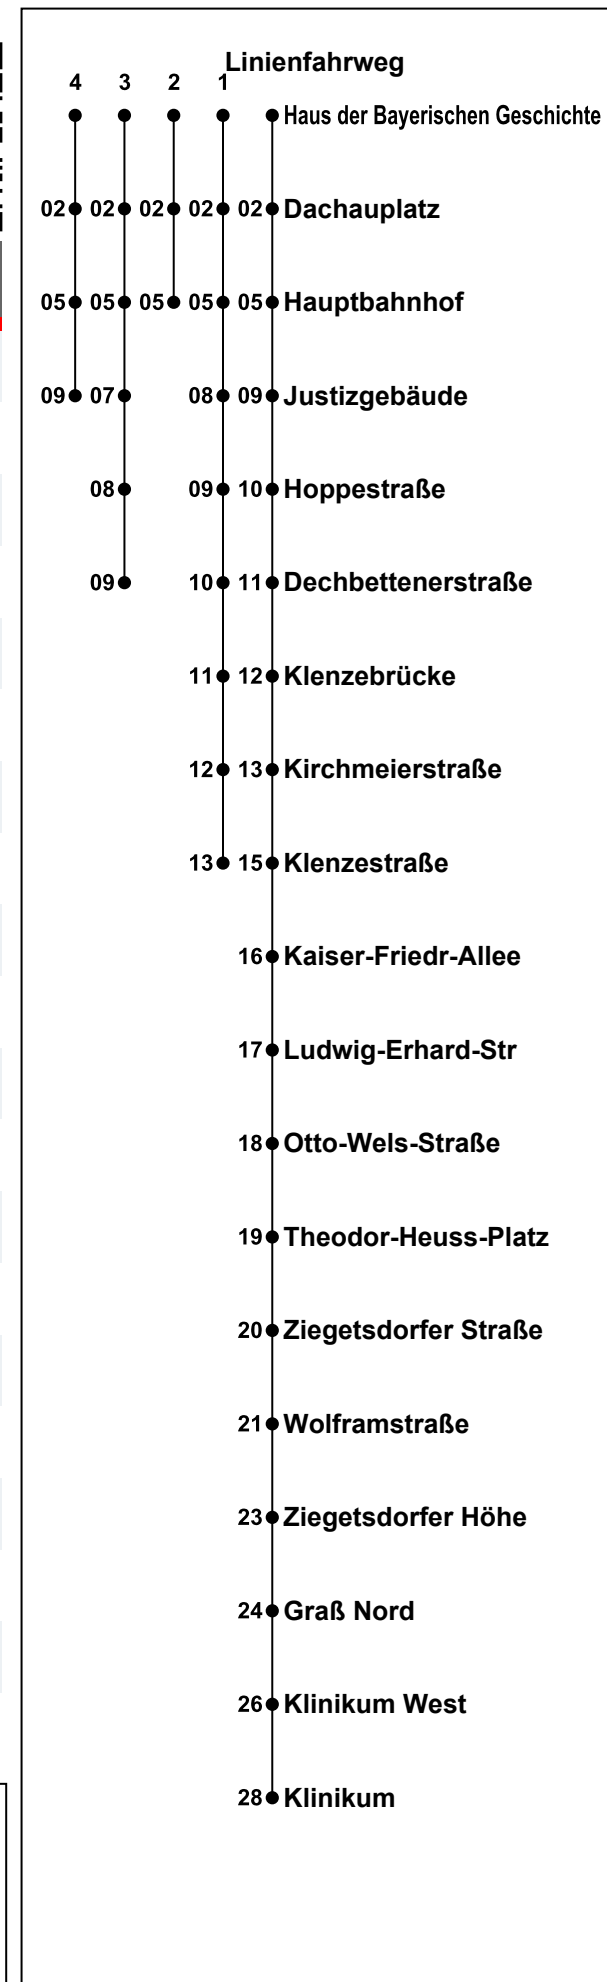 Linienfahrweg
4 3 2 1
Haus der Bayerischen Geschichte
02 02 02 02 02 Dachauplatz
05 05 05 05 05 Hauptbahnhof
09 07 08 09 Justizgebäude
08 09 10 Hoppestraße
09 10 11 Dechbettenerstraße
11 12 Klenzebrücke
12 13 Kirchmeierstraße
13 15 Klenzestraße
16 Kaiser-Friedr-Allee
17 Ludwig-Erhard-Str
18 Otto-Wels-Straße
19 Theodor-Heuss-Platz
20 Ziegetsdorfer Straße
21 Wolframstraße
23 Ziegetsdorfer Höhe
24 Graß Nord
26 Klinikum West
28 Klinikum